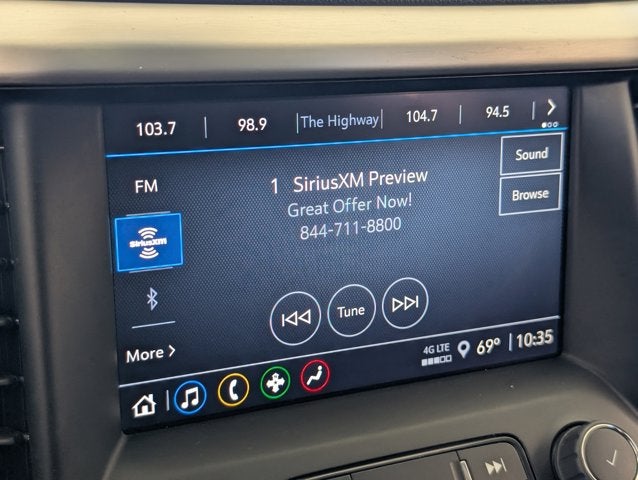 103.7 98.9 The Highway 104.7 94.5
FM
1 SiriusXM Preview
Sound
Great Offer Now!
Browse
844-711-8800
SiriusXM
Tune
More
4G LTE 69° 10:35